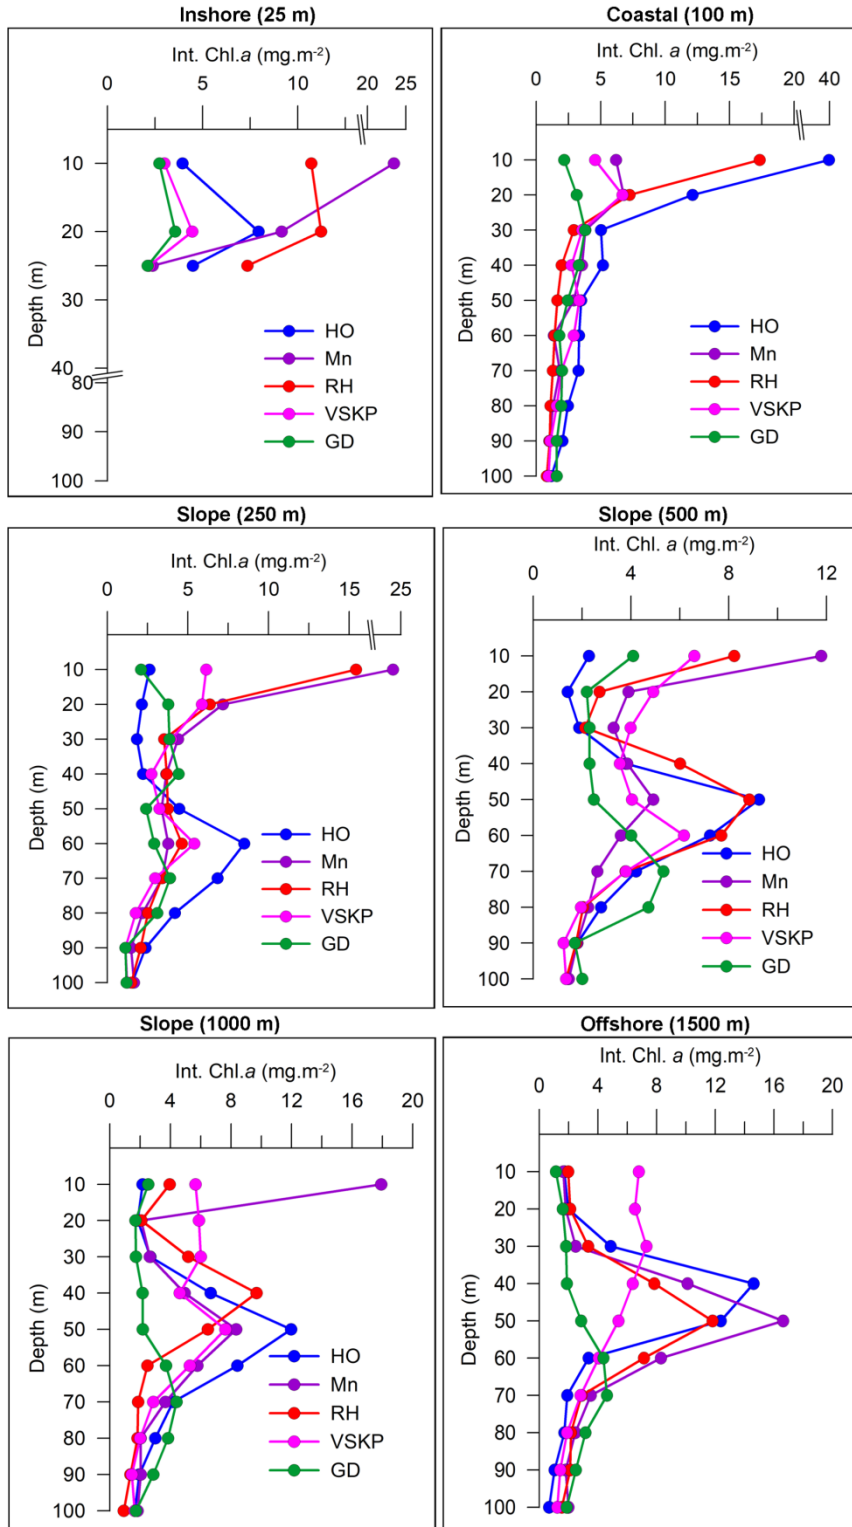 Inshore (25 m)
Int. Chl.a (mg.m-2)
0 5 10 20 25
Depth (m)
10
20
30
40
80
90
100
HO
Mn
RH
VSKP
GD
Coastal (100 m)
Int. Chl.a (mg.m-2)
0 5 10 15 20 40
Depth (m)
10
20
30
40
50
60
70
80
90
100
HO
Mn
RH
VSKP
GD
Slope (250 m)
Int. Chl.a (mg.m-2)
0 5 10 15 25
Depth (m)
10
20
30
40
50
60
70
80
90
100
HO
Mn
RH
VSKP
GD
Slope (500 m)
Int. Chl. a (mg.m-2)
0 4 8 12
Depth (m)
10
20
30
40
50
60
70
80
90
100
HO
Mn
RH
VSKP
GD
Slope (1000 m)
Int. Chl.a (mg.m-2)
0 4 8 12 16 20
Depth (m)
10
20
30
40
50
60
70
80
90
100
HO
Mn
RH
VSKP
GD
Offshore (1500 m)
Int. Chl. a (mg.m-2)
0 4 8 12 16 20
Depth (m)
10
20
30
40
50
60
70
80
90
100
HO
Mn
RH
VSKP
GD